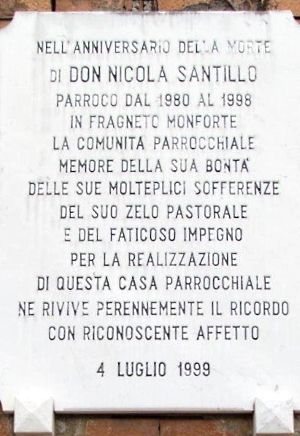 NELL'ANNIVERSARIO DELLA MORTE
DI DON NICOLA SANTILLO
PARROCO DAL 1980 AL 1998
IN FRAGNETO MONFORTE
LA COMUNITA PARROCCHIALE
MEMORE DELLA SUA BONTA'
DELLE SUE MOLTEPLICI SOFFERENZE
DEL SUO ZELO PASTORALE
E DEL FATICOSO IMPEGNO
PER LA REALIZZAZIONE
DI QUESTA CASA PARROCCHIALE
NE RIVIVE PERENNEMENTE IL RICORDO
CON RICONOSCENTE AFFETTO
4 LUGLIO 1999